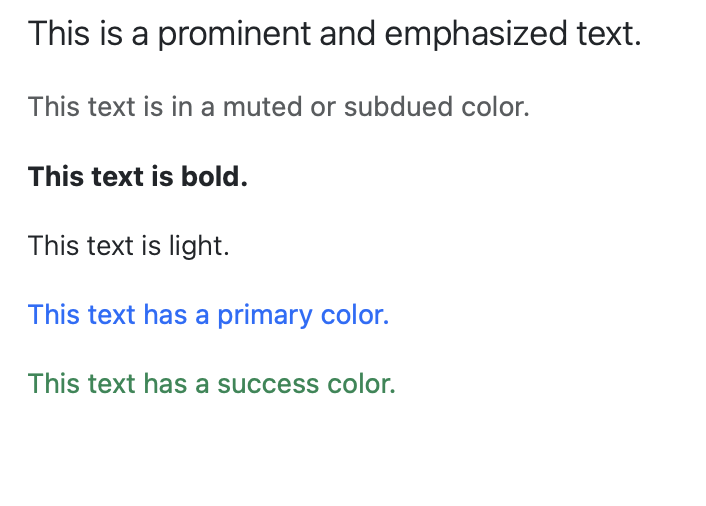 This is a prominent and emphasized text.
This text is in a muted or subdued color.
This text is bold.
This text is light.
This text has a primary color.
This text has a success color.